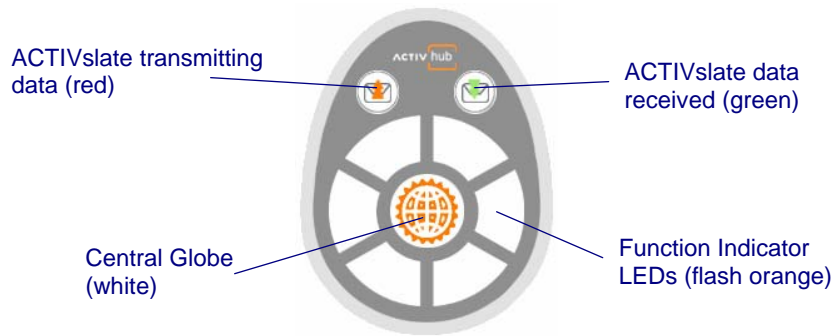 ACTIVslate transmitting
data (red)
ACTIV hub
ACTIVslate data
received (green)
Central Globe
(white)
Function Indicator
LEDs (flash orange)